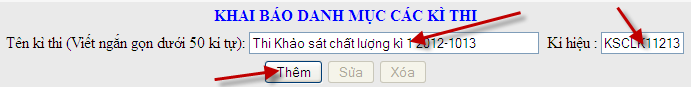 KHAI BÁO DANH MỤC CÁC KÌ THI
Tên kì thi (Viết ngắn gọn dưới 50 kí tự): Thi Khảo sát chất lượng kì 1 2012-1013 Kí hiệu : KSCLK11213
Thêm Sửa Xóa